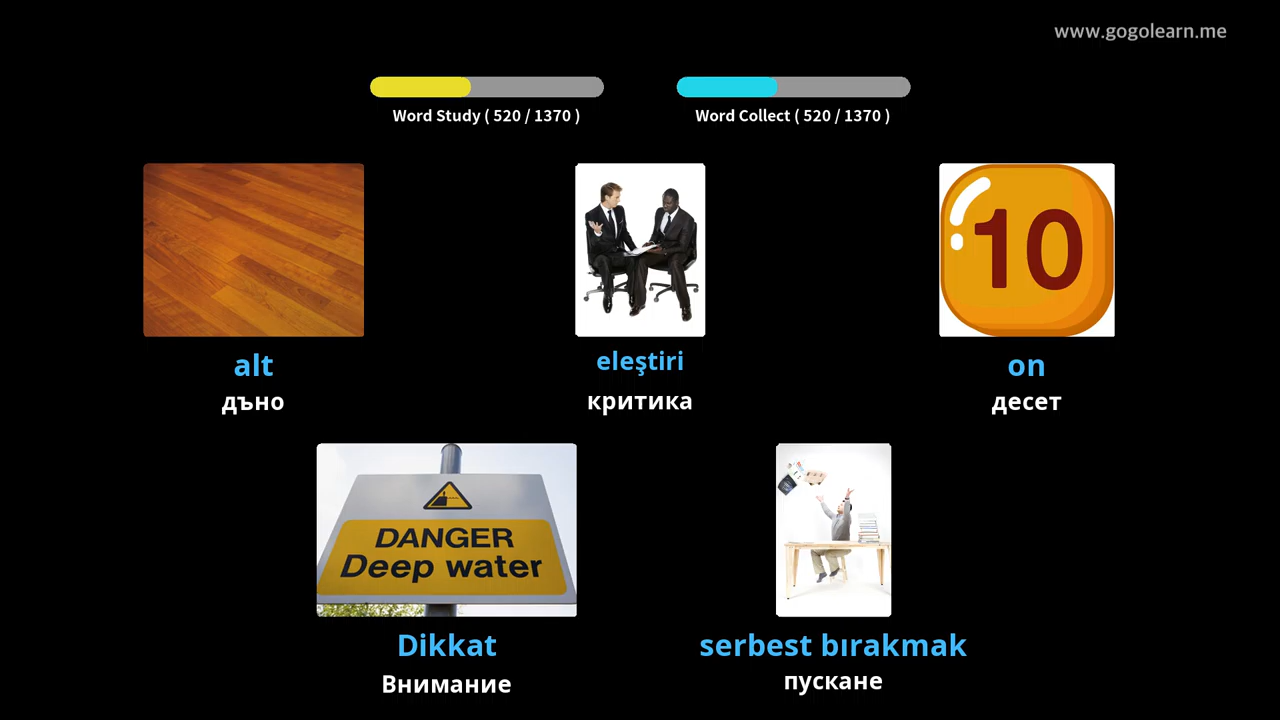 www.gogolearn.me
Word Study ( 520 / 1370 )
Word Collect ( 520 / 1370 )
10
alt
дъно
eleştiri
критика
on
десет
DANGER
Deep water
Dikkat
Внимание
serbest bırakmak
пускане